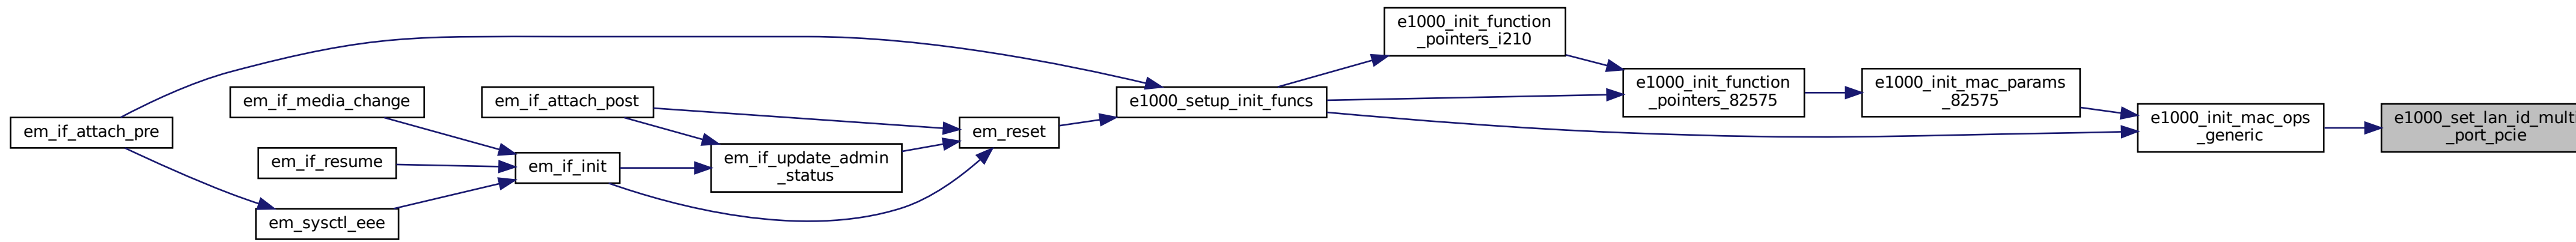 em_if_attach_pre
em_if_media_change
em_if_resume
em_sysctl_eee
em_if_attach_post
em_if_init
em_if_update_admin
_status
em_reset
e1000_setup_init_funcs
e1000_init_function
_pointers_i210
e1000_init_function
_pointers_82575
e1000_init_mac_params
_82575
e1000_init_mac_ops
_generic
e1000_set_lan_id_multi
_port_pcie